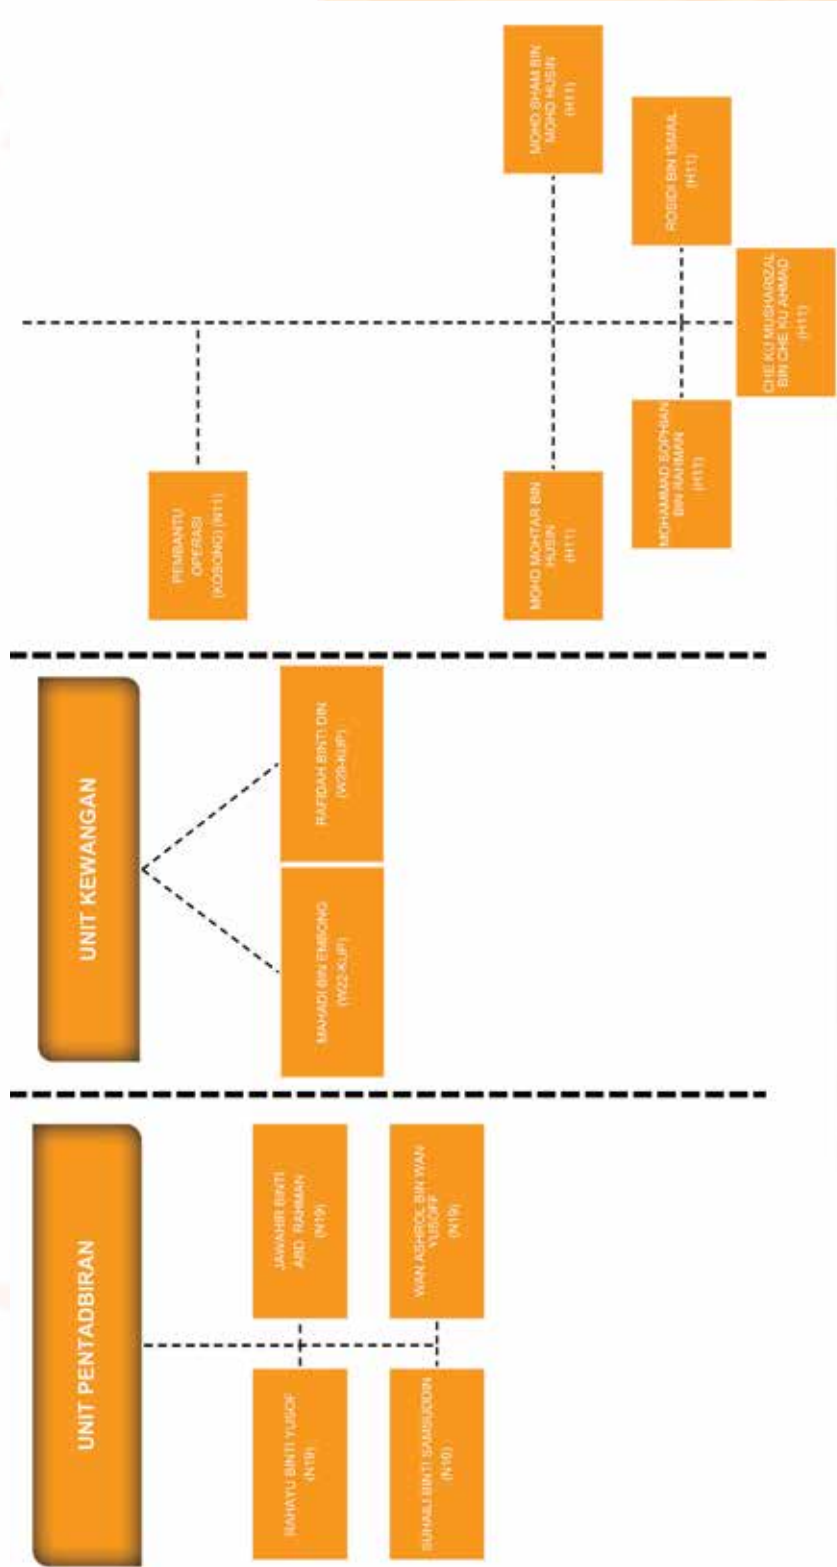 UNIT PENTADBIRAN
RAHAYU BINTI YUSOF
(N19)
JAWAHIR BINTI
ABD. RAHMAN
(N19)
SUHAILI BINTI SAMSUDDIN
(N19)
WAN ASHROL BIN WAN
YUSOFF
(N19)
UNIT KEWANGAN
MAHADI BIN EMBONG
(W22-KUP)
RAFIDAH BINTI DIN
(W29-KUP)
PEMBANTU
OPERASI
(KOSONG) (N11)
MOHD MOHTAR BIN
HUSIN
(H11)
MOHD SHAM BIN
MOHD HUSIN
(H11)
MOHAMMAD SOPHIAN
BIN RAHMAN
(H11)
ROSIDI BIN ISMAIL
(H11)
CHE KU MUSHARIZAL
BIN CHE KU AHMAD
(H11)